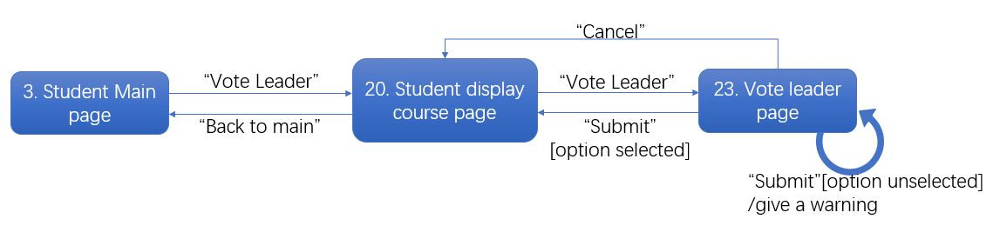 “Cancel”
3. Student Main
page
“Vote Leader”
“Back to main”
20. Student display
course page
“Vote Leader”
“Submit”
[option selected]
23. Vote leader
page
“Submit”[option unselected]
/give a warning